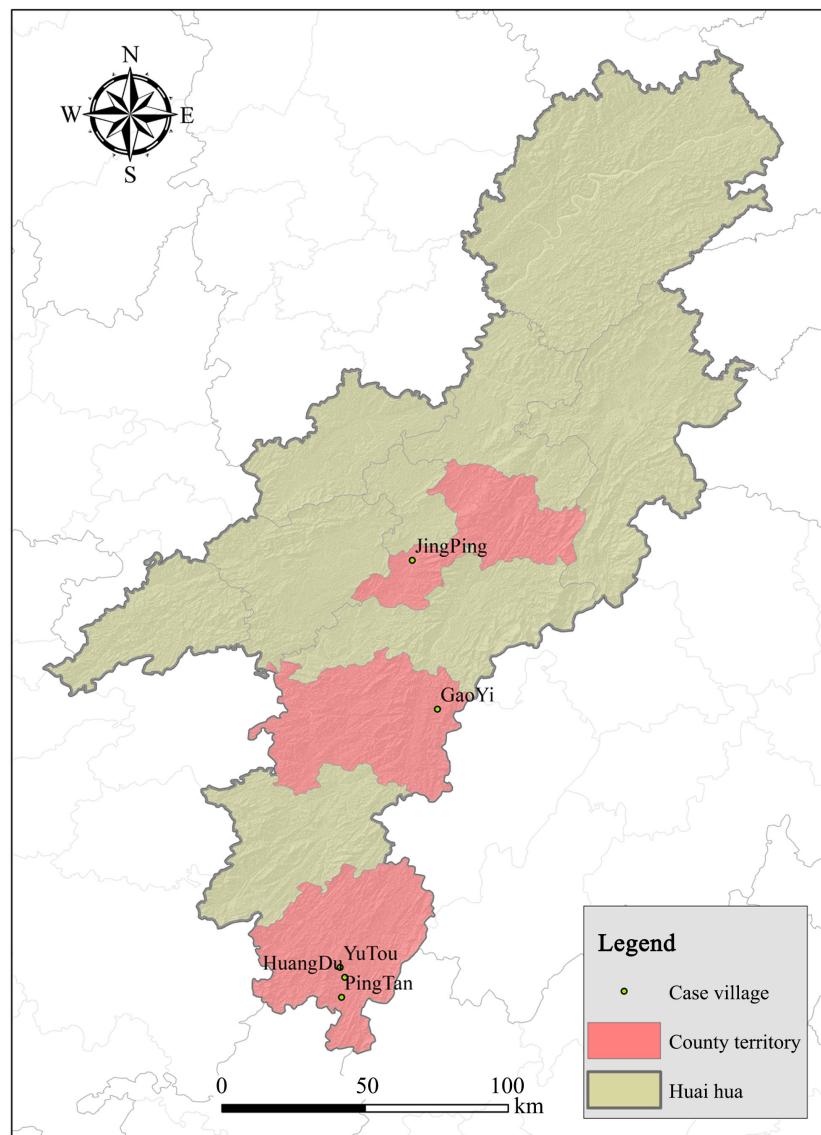 N
W E
S
JingPing
GaoYi
YuTou
HuangDu
PingTan
Legend
Case village
County territory
Huai hua
0 50 100
km